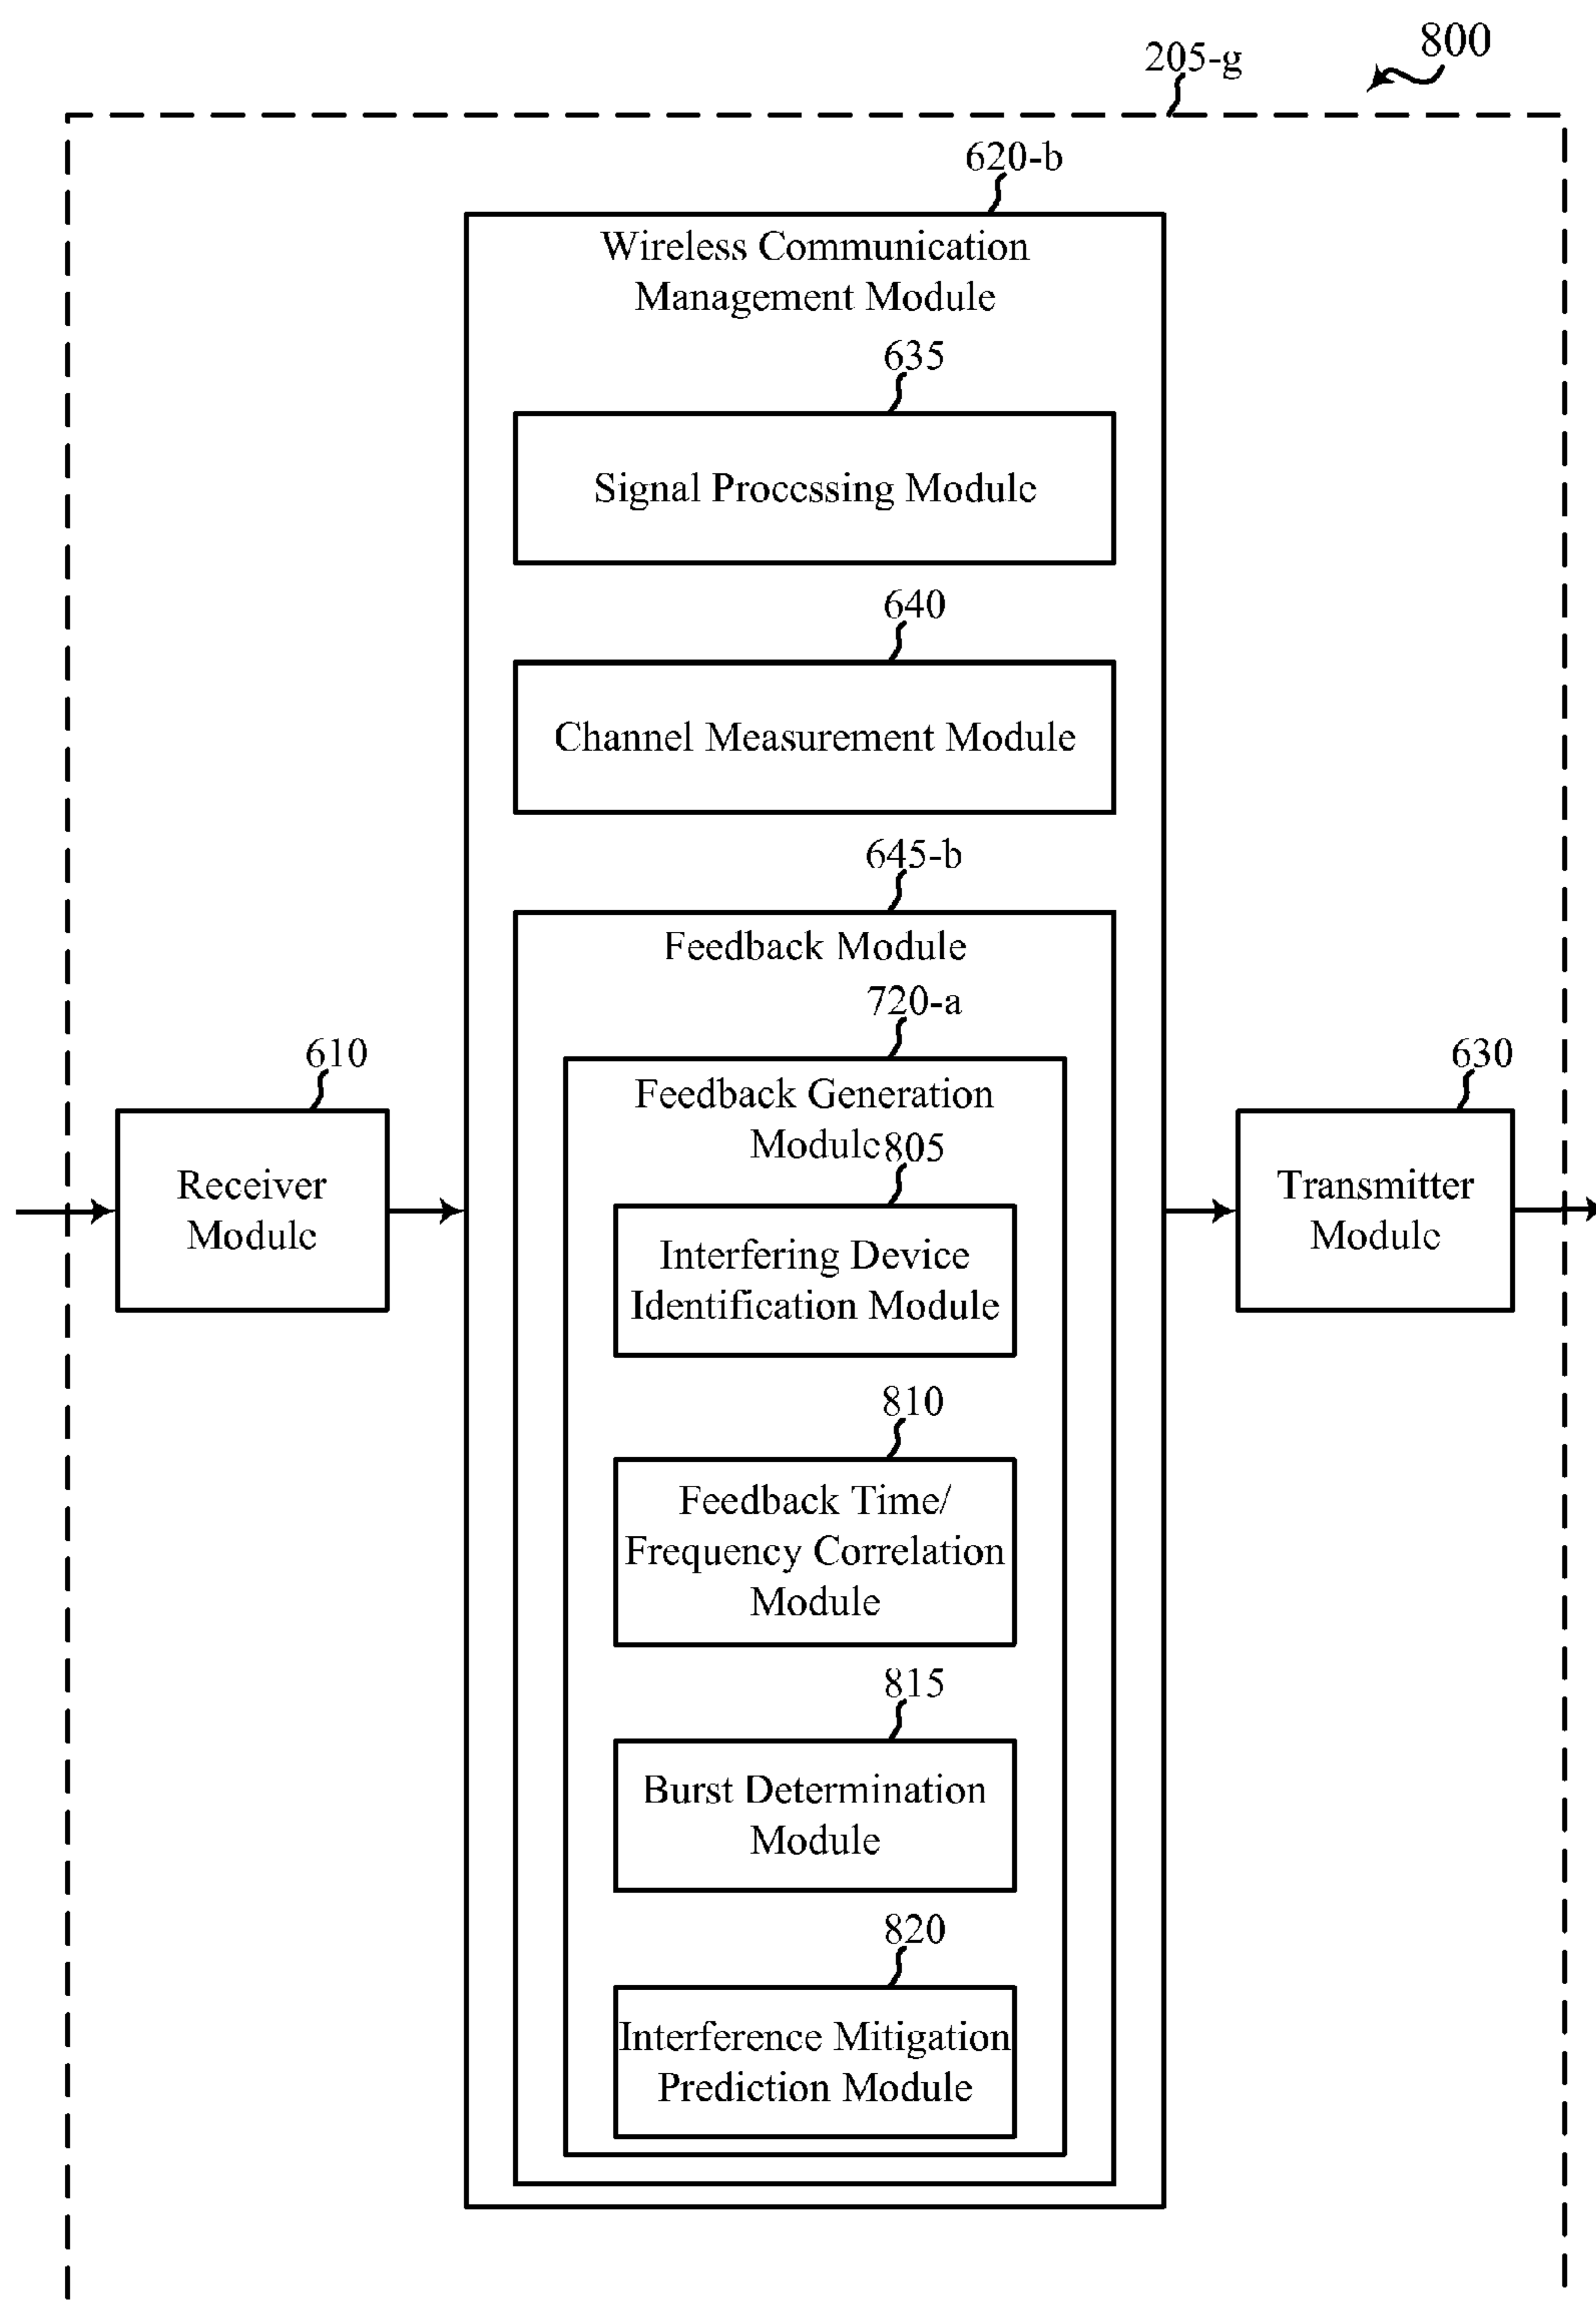 800
205-g
620-b
Wireless Communication
Management Module
635
Signal Processing Module
640
Channel Measurement Module
645-b
Feedback Module
720-a
Feedback Generation
Module
805
Interfering Device
Identification Module
810
Feedback Time/
Frequency Correlation
Module
815
Burst Determination
Module
820
Interference Mitigation
Prediction Module
610
Receiver
Module
630
Transmitter
Module